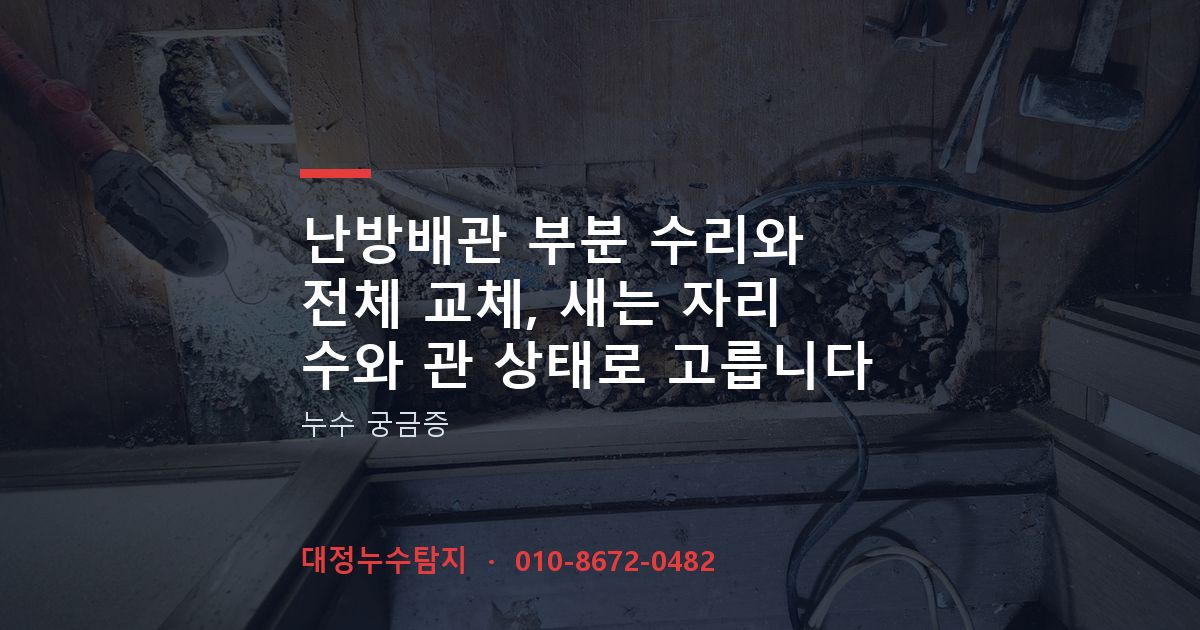 난방배관 부분 수리와
전체 교체, 새는 자리
수와 관 상태로 고릅니다
누수 궁금증
대정누수탐지 · 010-8672-0482